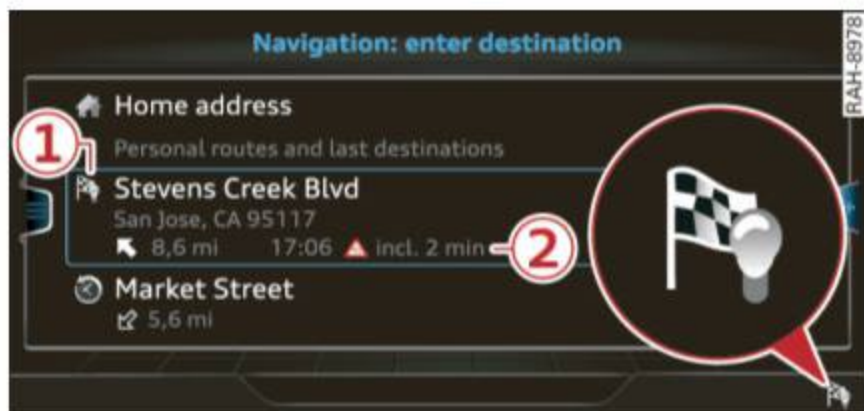 Navigation: enter destination
RAH-8978
Home address
1
Personal routes and last destinations
Stevens Creek Blvd
San Jose, CA 95117
8,6 mi 17:06 incl. 2 min 2
Market Street
5,6 mi